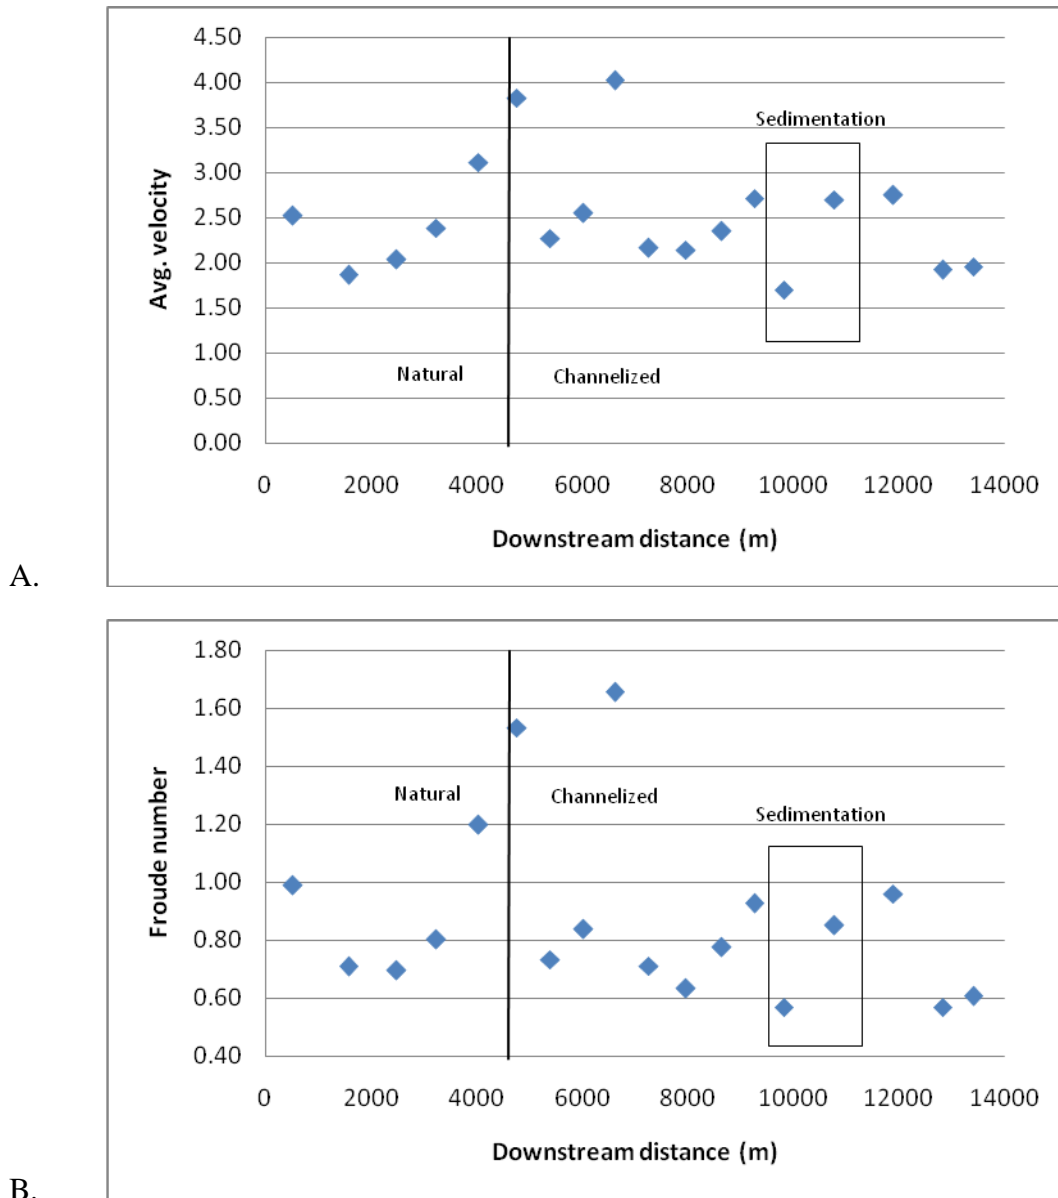 4.50
4.00
3.50
Sedimentation
3.00
2.50
2.00
1.50
1.00
Natural
Channelized
0.50
0.00
Avg. velocity
0 2000 4000 6000 8000 10000 12000 14000
Downstream distance (m)
A.
1.80
1.60
1.40
Natural
Channelized
Sedimentation
1.20
1.00
0.80
0.60
0.40
Froude number
0 2000 4000 6000 8000 10000 12000 14000
Downstream distance (m)
B.